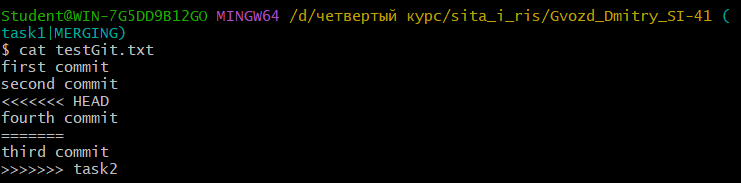 Student@WIN-7G5DD9B12GO MINGW64 /d/четвертый курс/sita_i_ris/Gvozd_Dmitry_SI-41 (
task1|MERGING)
$ cat testGit.txt
first commit
second commit
<<<<<<< HEAD
fourth commit
=======
third commit
>>>>>>> task2